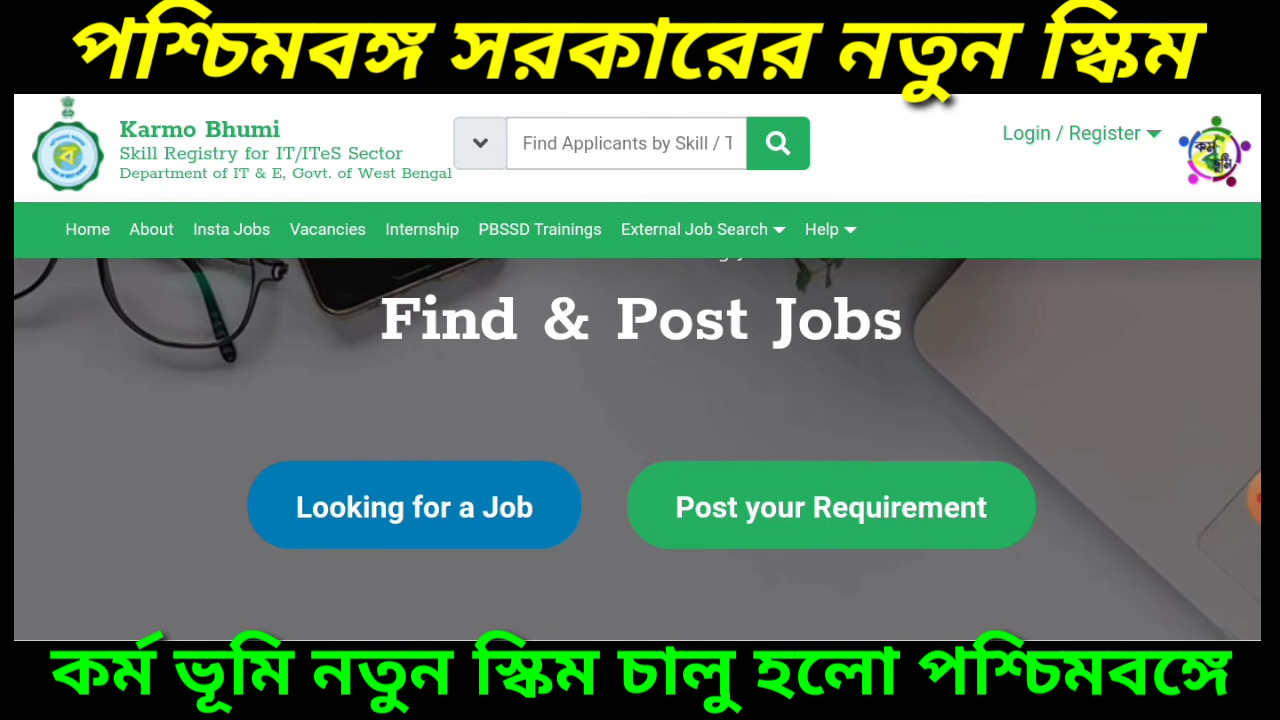 পশ্চিমবঙ্গ সরকারের নতুন স্কিম
Karmo Bhumi
Skill Registry for IT/ITeS Sector
Department of IT & E, Govt. of West Bengal
Find Applicants by Skill / T
Login / Register
কর্ম ভূমি
Home About Insta Jobs Vacancies Internship PBSSD Trainings External Job Search Help
Find & Post Jobs
Looking for a Job Post your Requirement
কর্ম ভূমি নতুন স্কিম চালু হলো পশ্চিমবঙ্গে